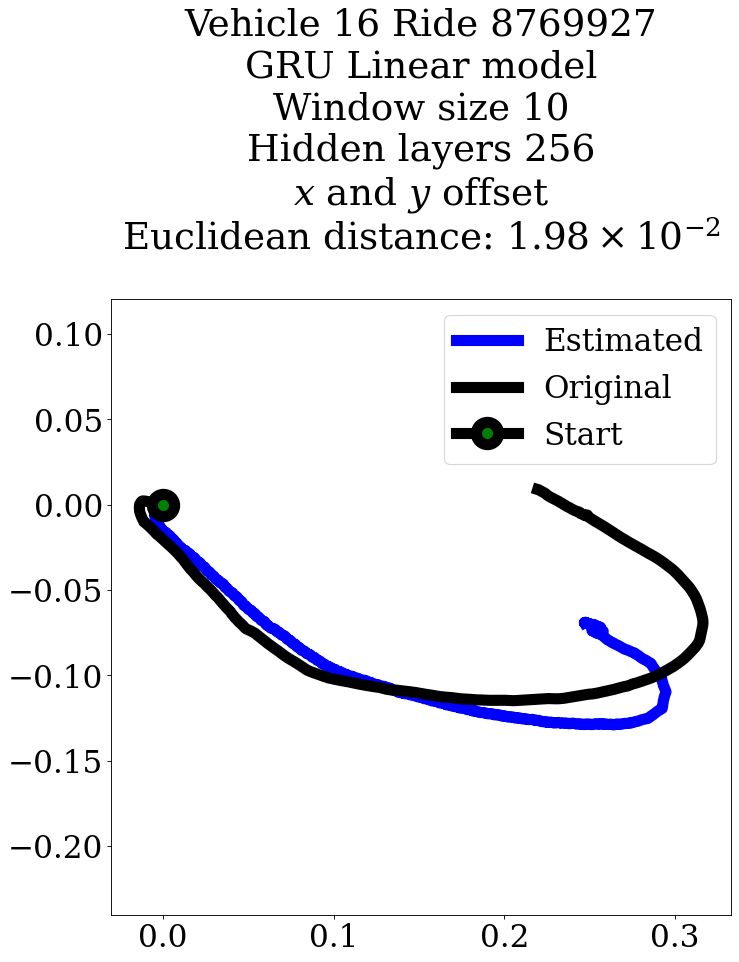 Vehicle 16 Ride 8769927
GRU Linear model
Window size 10
Hidden layers 256
x and y offset
Euclidean distance: 1.98 × 10⁻²
Estimated
Original
Start
0.10
0.05
0.00
−0.05
−0.10
−0.15
−0.20
0.0 0.1 0.2 0.3